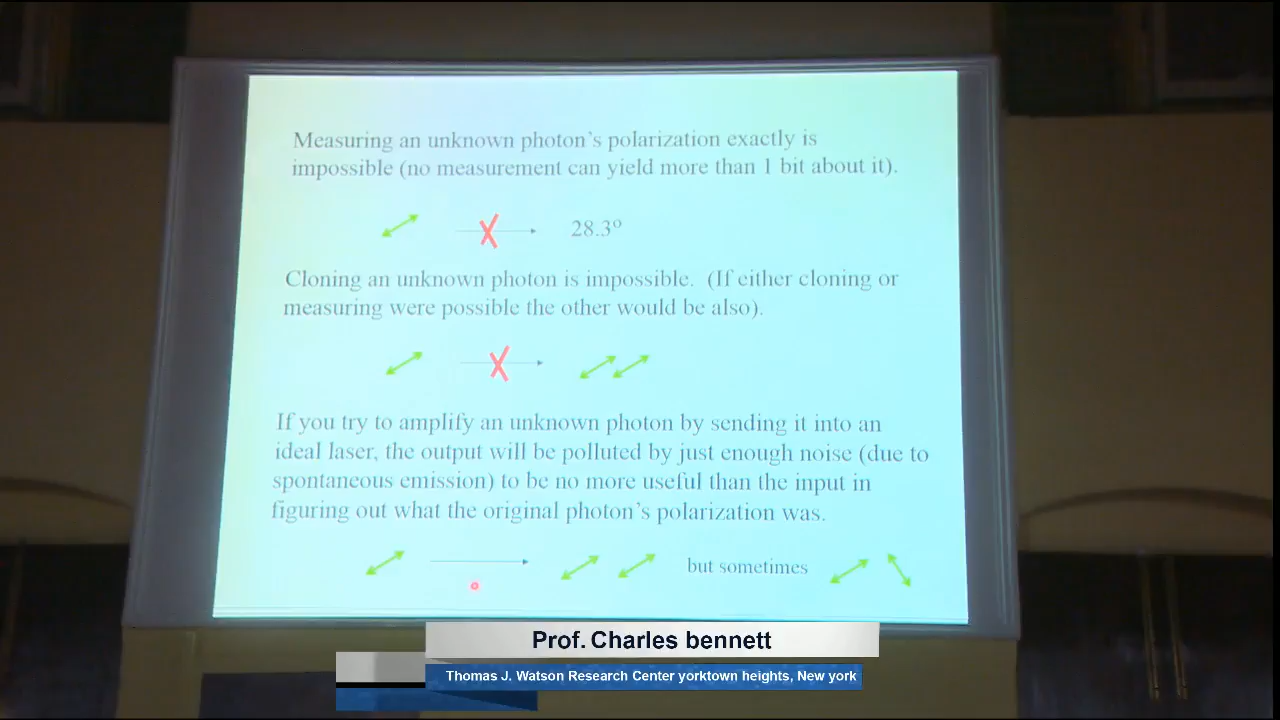 Measuring an unknown photon's polarization exactly is
impossible (no measurement can yield more than 1 bit about it).
28.3°
Cloning an unknown photon is impossible. (If either cloning or
measuring were possible the other would be also).
If you try to amplify an unknown photon by sending it into an
ideal laser, the output will be polluted by just enough noise (due to
spontaneous emission) to be no more useful than the input in
figuring out what the original photon's polarization was.
but sometimes
Prof. Charles bennett
Thomas J. Watson Research Center yorktown heights, New york